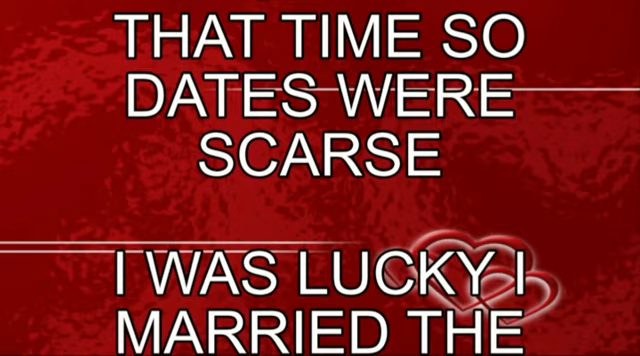 THAT TIME SO
DATES WERE
SCARSE
I WAS LUCKY I
MARRIED THE